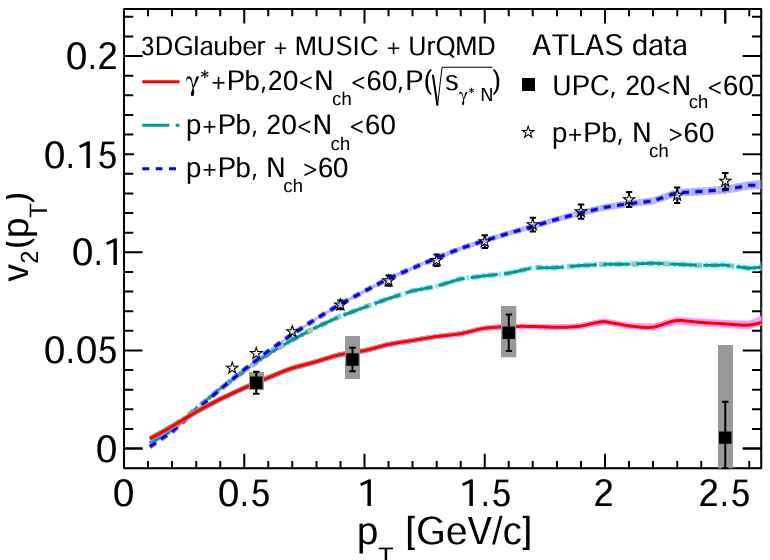 3DGlauber + MUSIC + UrQMD
γ*+Pb,20<N_ch<60,P(√s_γ* N)
p+Pb, 20<N_ch<60
p+Pb, N_ch>60
ATLAS data
UPC, 20<N_ch<60
p+Pb, N_ch>60
v_2(p_T)
0.2
0.15
0.1
0.05
0
0 0.5 1 1.5 2 2.5
p_T [GeV/c]